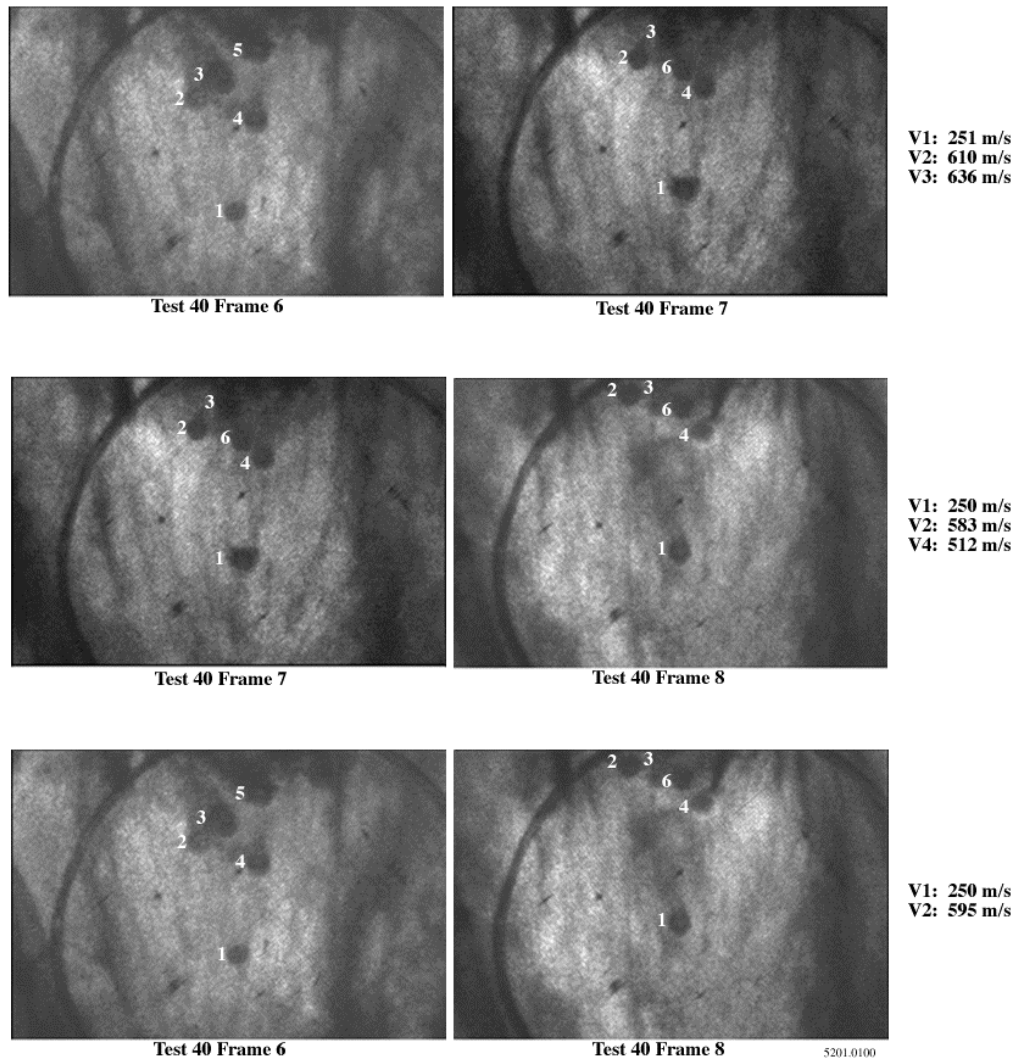 5
3
2
4
1
3
2
6
4
1
V1: 251 m/s
V2: 610 m/s
V3: 636 m/s
Test 40 Frame 6
Test 40 Frame 7
3
2
6
4
1
2
3
6
4
1
V1: 250 m/s
V2: 583 m/s
V4: 512 m/s
Test 40 Frame 7
Test 40 Frame 8
5
3
2
4
1
2
3
6
4
1
V1: 250 m/s
V2: 595 m/s
Test 40 Frame 6
Test 40 Frame 8
5201.0100